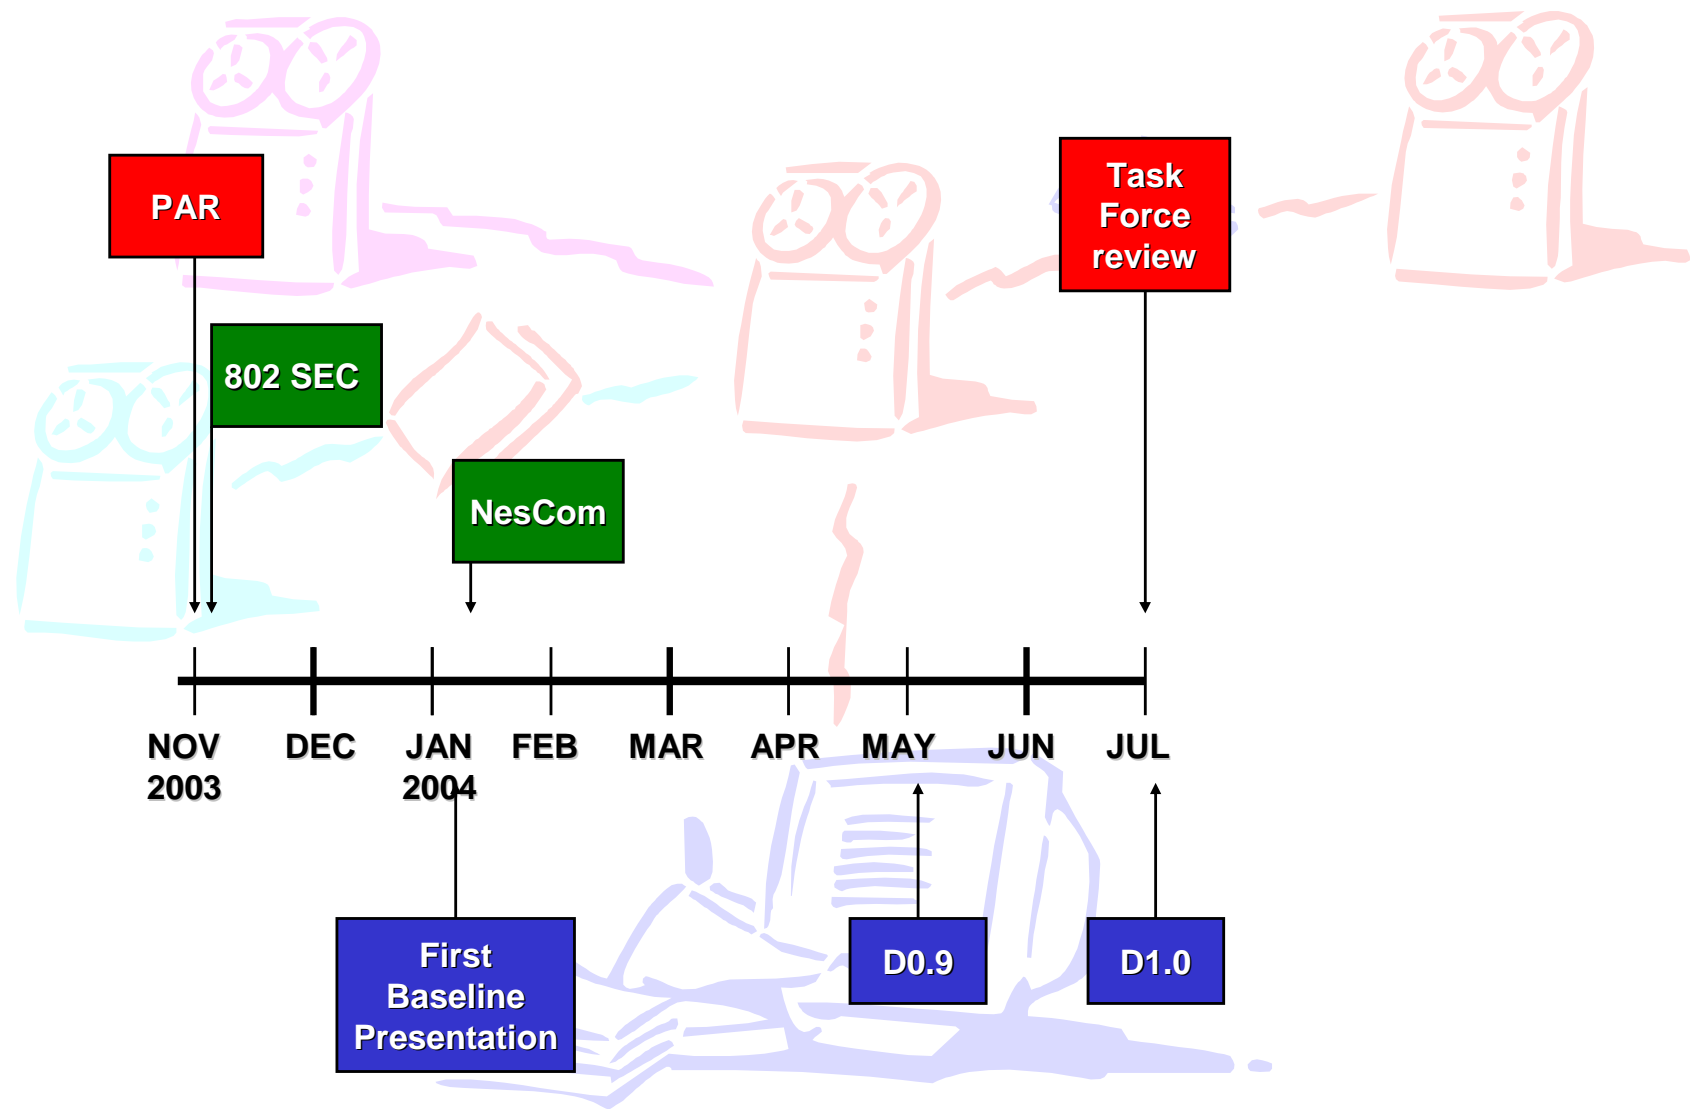 PAR
Task
Force
review
802 SEC
NesCom
NOV DEC JAN FEB MAR APR MAY JUN JUL
2003 2004
First
Baseline
Presentation
D0.9
D1.0